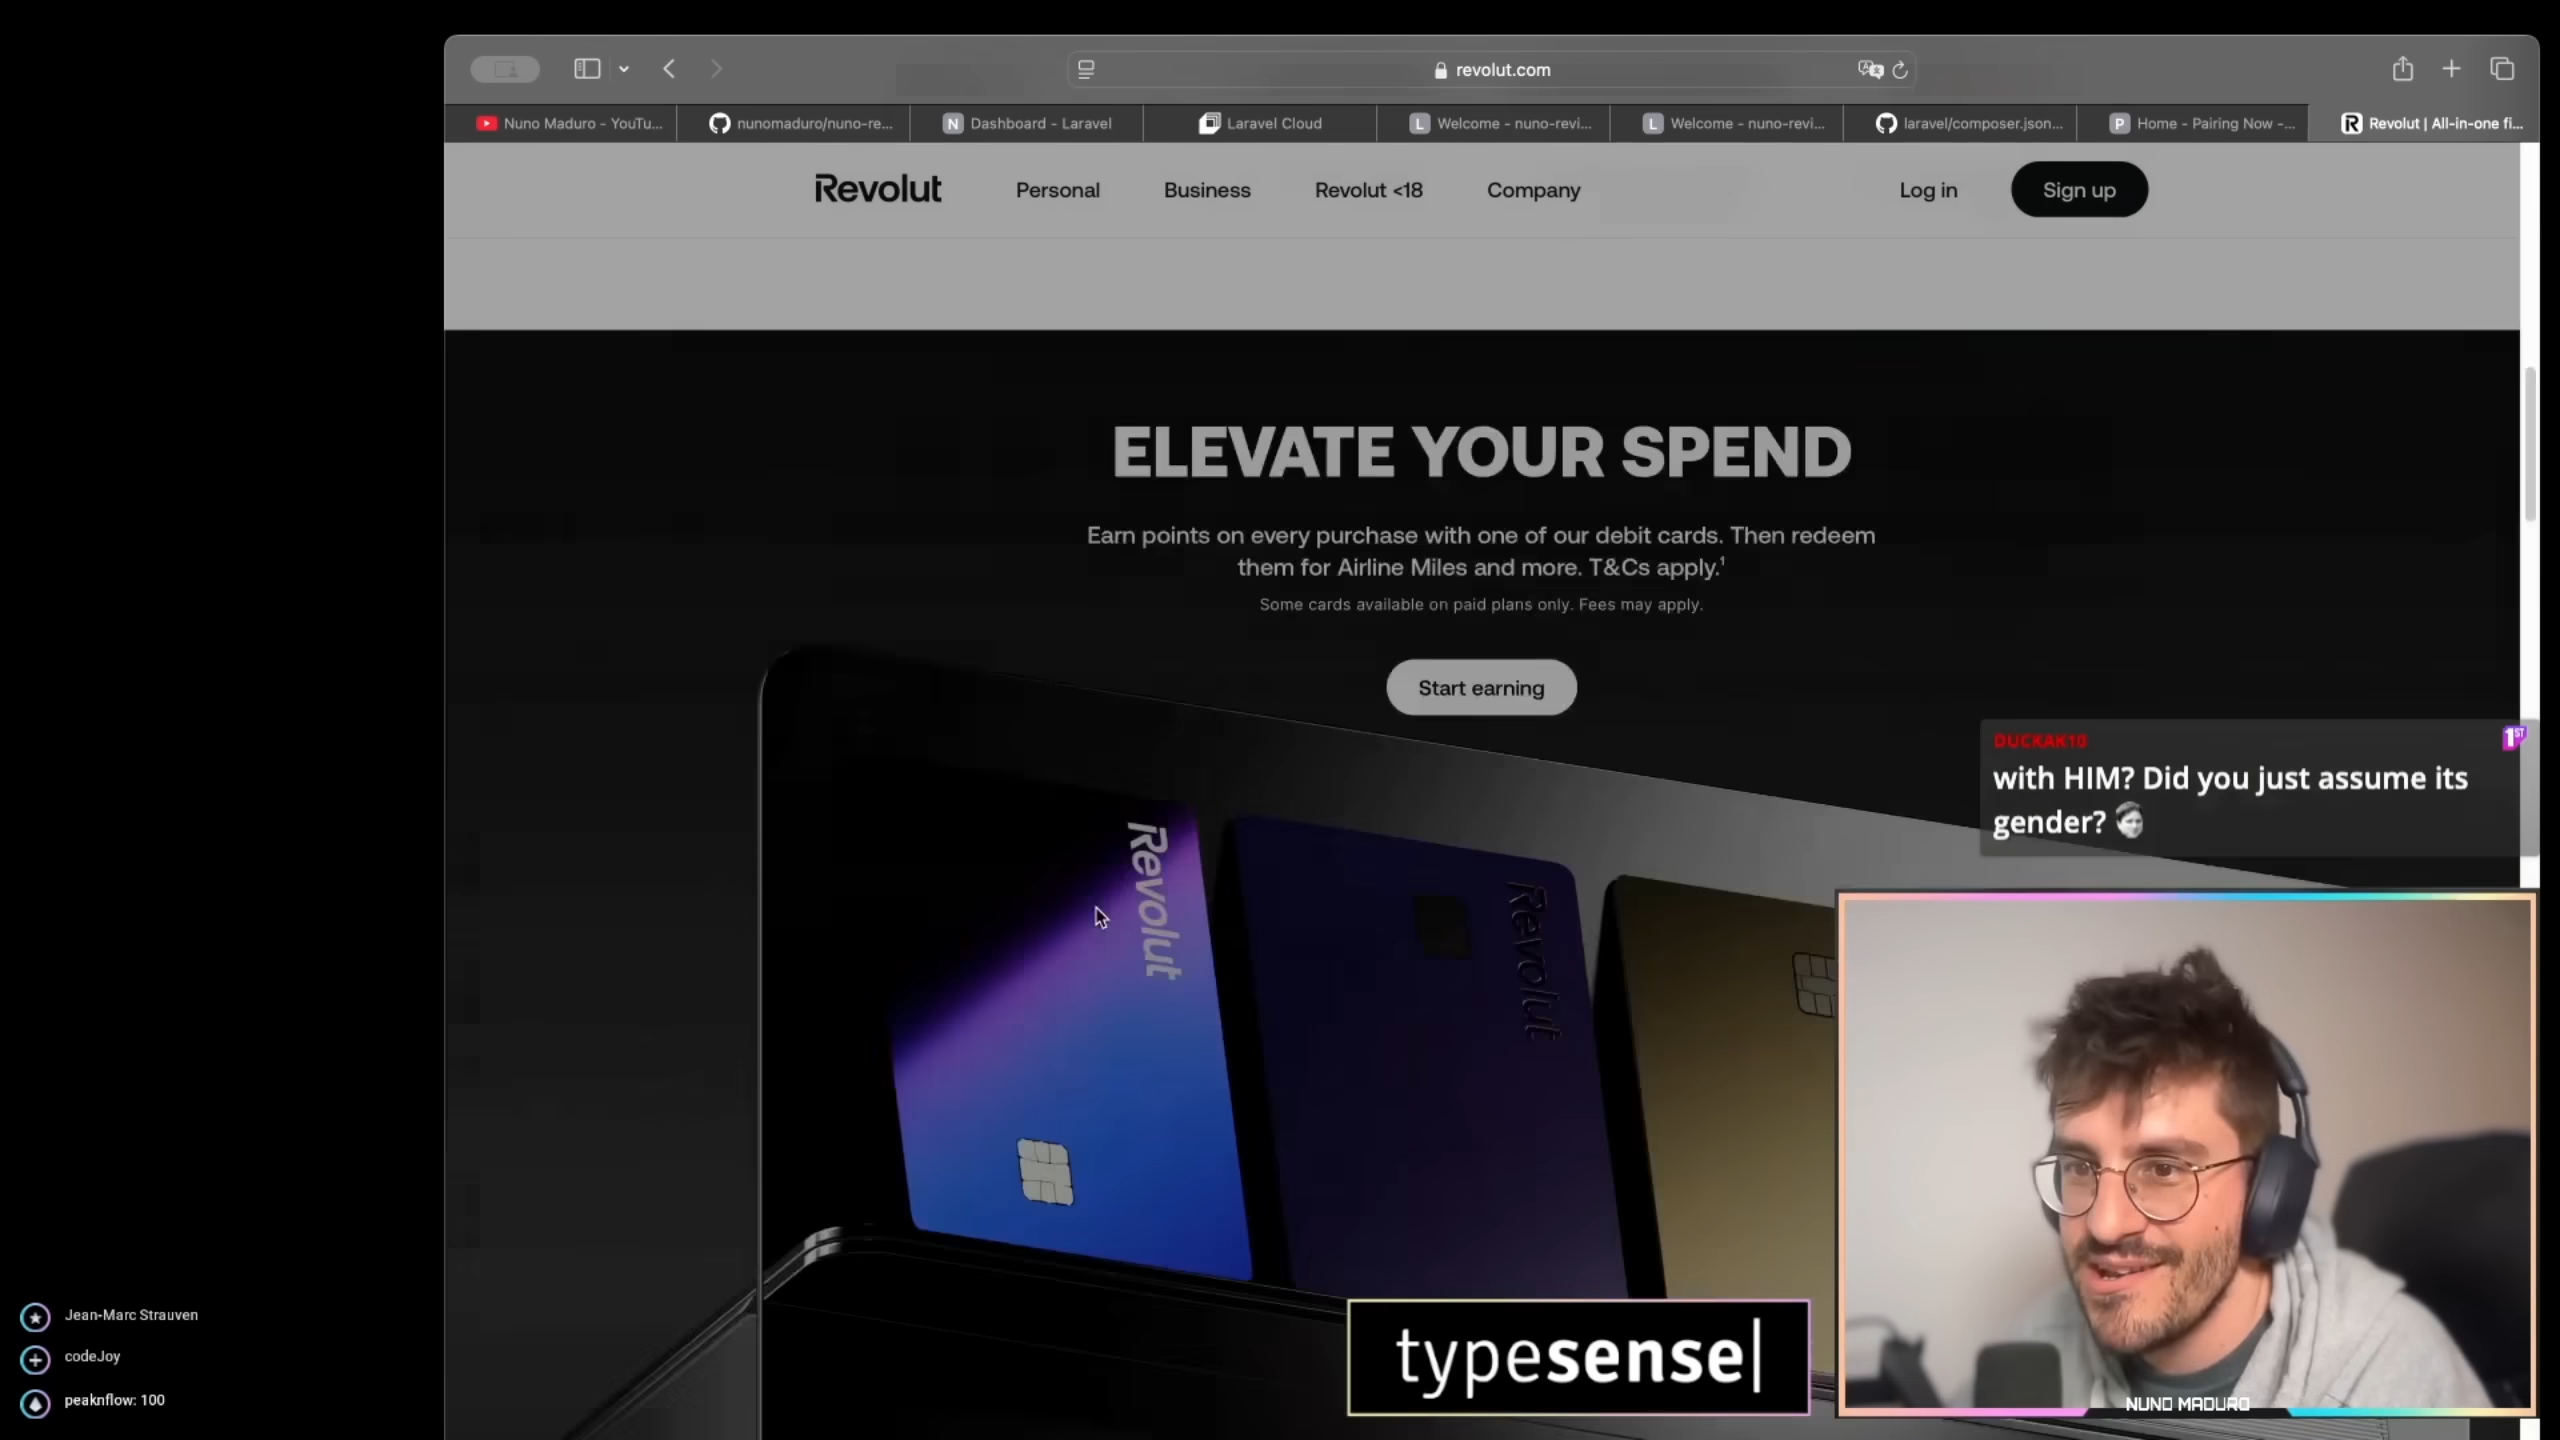 revolut.com
Nuno Maduro - YouTu...
nunomaduro/nuno-re...
Dashboard - Laravel
Laravel Cloud
Welcome - nuno-revi...
Welcome - nuno-revi...
laravel/composer.json...
Home - Pairing Now -...
Revolut | All-in-one fi...
Revolut
Personal
Business
Revolut <18
Company
Log in
Sign up
ELEVATE YOUR SPEND
Earn points on every purchase with one of our debit cards. Then redeem
them for Airline Miles and more. T&Cs apply.¹
Some cards available on paid plans only. Fees may apply.
Start earning
DUCKAK10
1ST
with HIM? Did you just assume its
gender?
Revolut
Revolut
typesense|
NUNO MADURO
Jean-Marc Strauven
codeJoy
peaknflow: 100